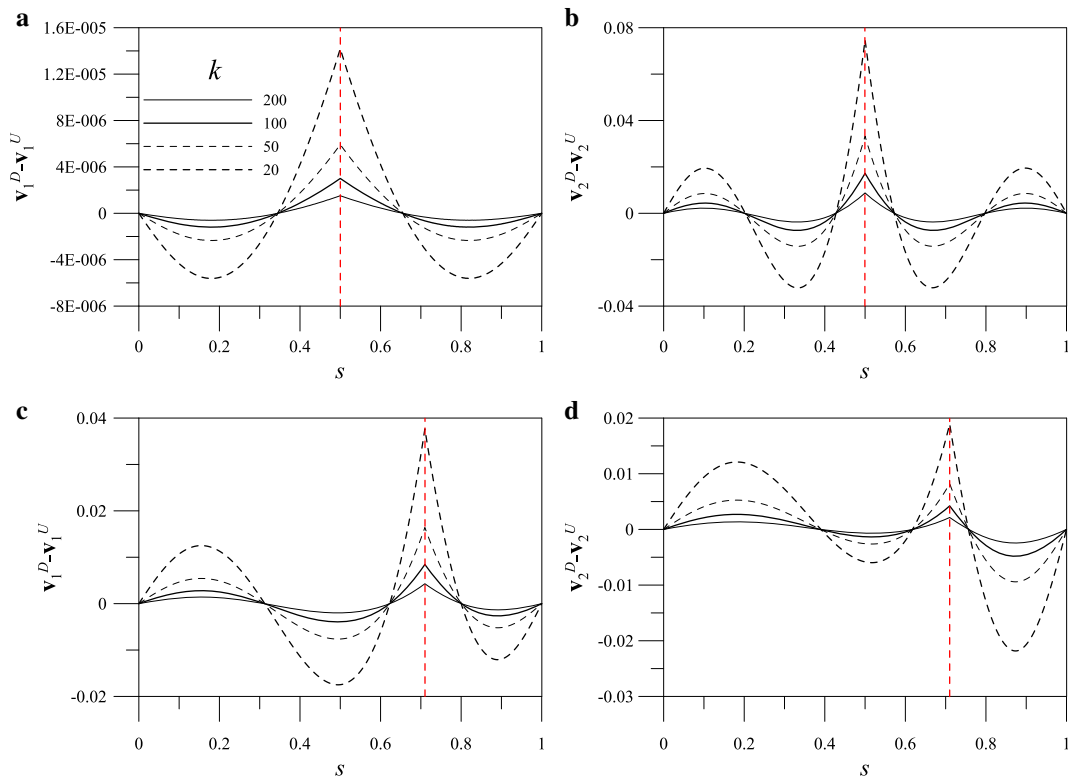 a
1.6E-005
1.2E-005
8E-006
4E-006
0
-4E-006
-8E-006
v₁ᴰ-v₁ᵁ
k
200
100
50
20
0 0.2 0.4 0.6 0.8 1
s
b
0.08
0.04
0
-0.04
v₂ᴰ-v₂ᵁ
0 0.2 0.4 0.6 0.8 1
s
c
0.04
0.02
0
-0.02
v₁ᴰ-v₁ᵁ
0 0.2 0.4 0.6 0.8 1
s
d
0.02
0.01
0
-0.01
-0.02
-0.03
v₂ᴰ-v₂ᵁ
0 0.2 0.4 0.6 0.8 1
s